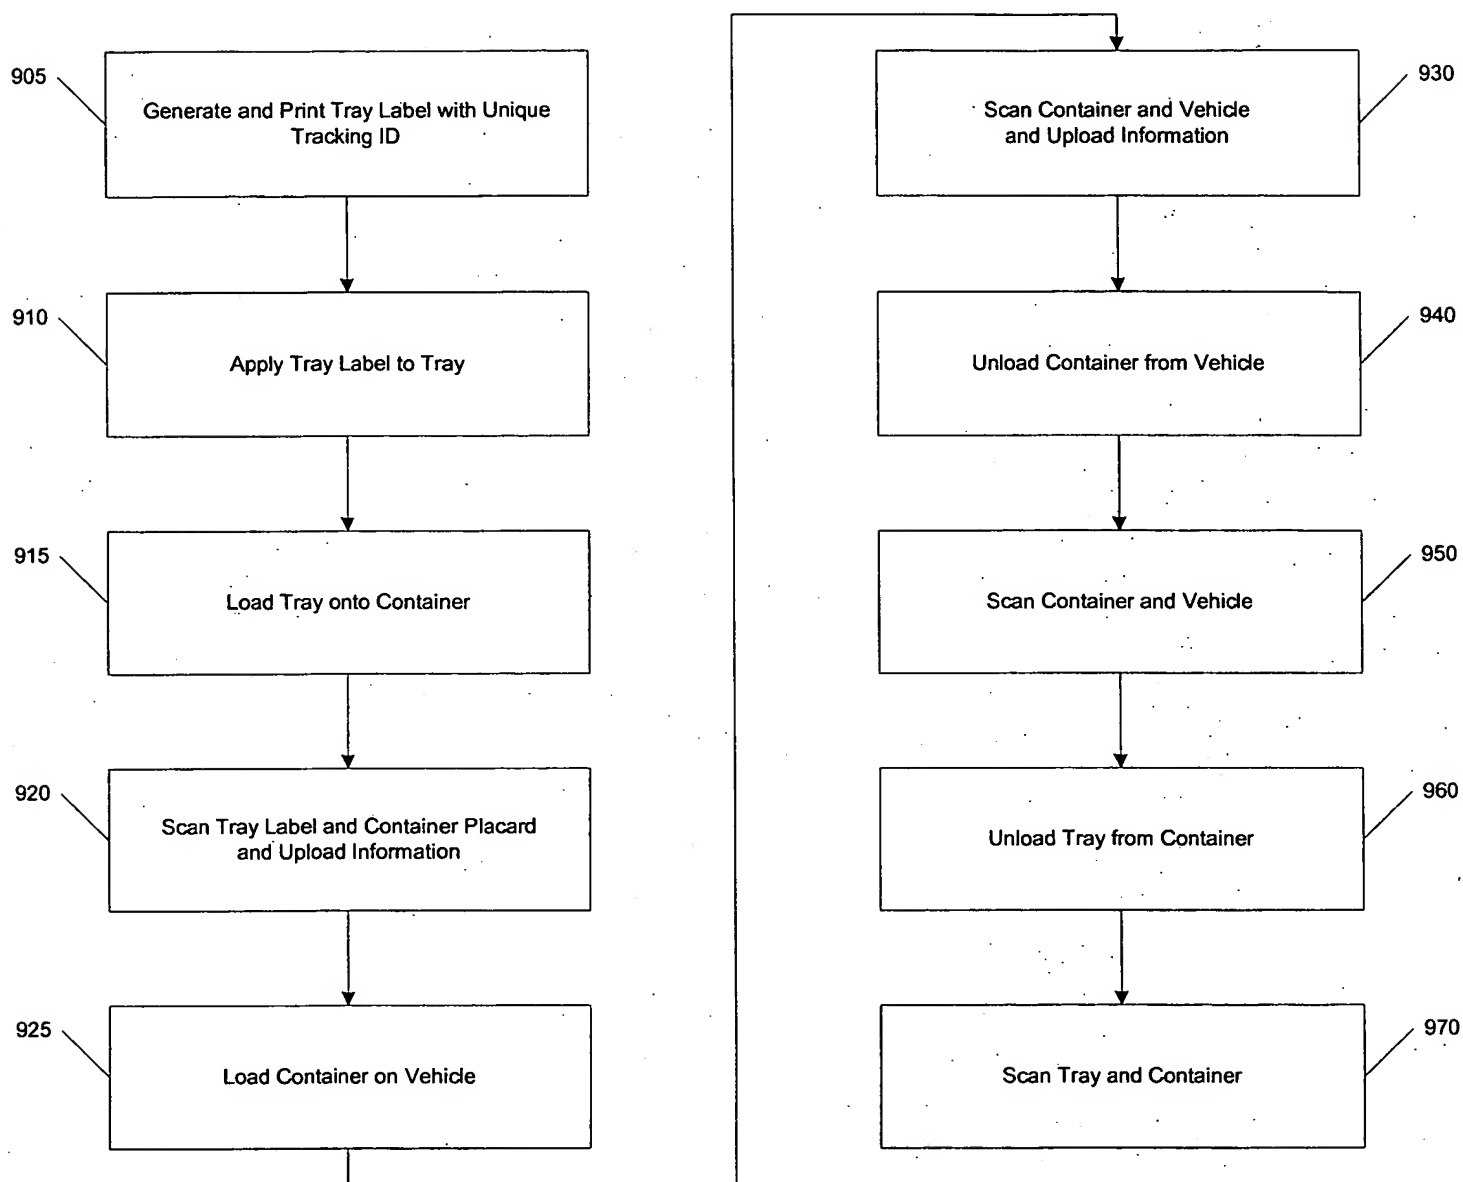 905
Generate and Print Tray Label with Unique
Tracking ID
910
Apply Tray Label to Tray
915
Load Tray onto Container
920
Scan Tray Label and Container Placard
and Upload Information
925
Load Container on Vehicle
930
Scan Container and Vehicle
and Upload Information
940
Unload Container from Vehicle
950
Scan Container and Vehicle
960
Unload Tray from Container
970
Scan Tray and Container